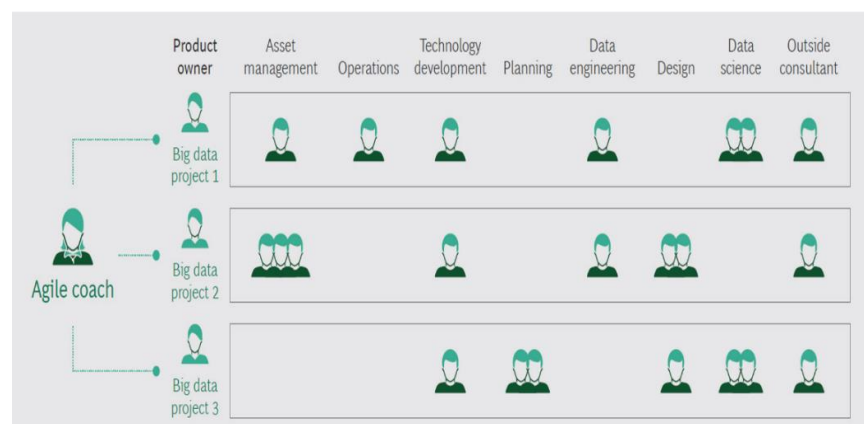 Product owner
Asset management
Operations
Technology development
Planning
Data engineering
Design
Data science
Outside consultant
Big data
project 1
Agile coach
Big data
project 2
Big data
project 3